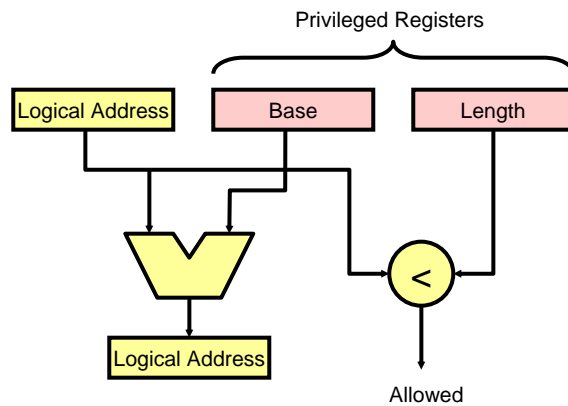 Privileged Registers
Logical Address
Base
Length
<
Logical Address
Allowed